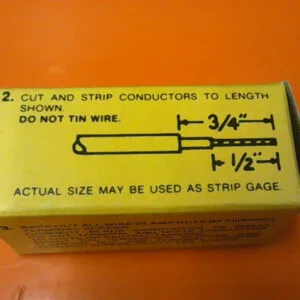 2. CUT AND STRIP CONDUCTORS TO LENGTH
SHOWN.
DO NOT TIN WIRE.
3/4"
1/2"
ACTUAL SIZE MAY BE USED AS STRIP GAGE.
3.